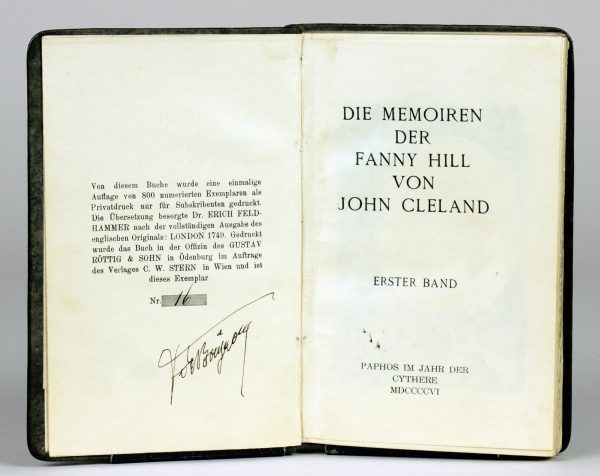 Von diesem Buche wurde eine einmalige
Auflage von 800 numerierten Exemplaren als
Privatdruck nur für Subskribenten gedruckt.
Die Übersetzung besorgte Dr. ERICH FELD-
HAMMER nach der vollständigen Ausgabe des
englischen Originals: LONDON 1749. Gedruckt
wurde das Buch in der Offizin des GUSTAV
RÖTTIG & SOHN in Ödenburg im Auftrage
des Verlages C. W. STERN in Wien und ist
dieses Exemplar
Nr. 16
DIE MEMOIREN
DER
FANNY HILL
VON
JOHN CLELAND
ERSTER BAND
PAPHOS IM JAHR DER
CYTHERE
MDCCCCVI